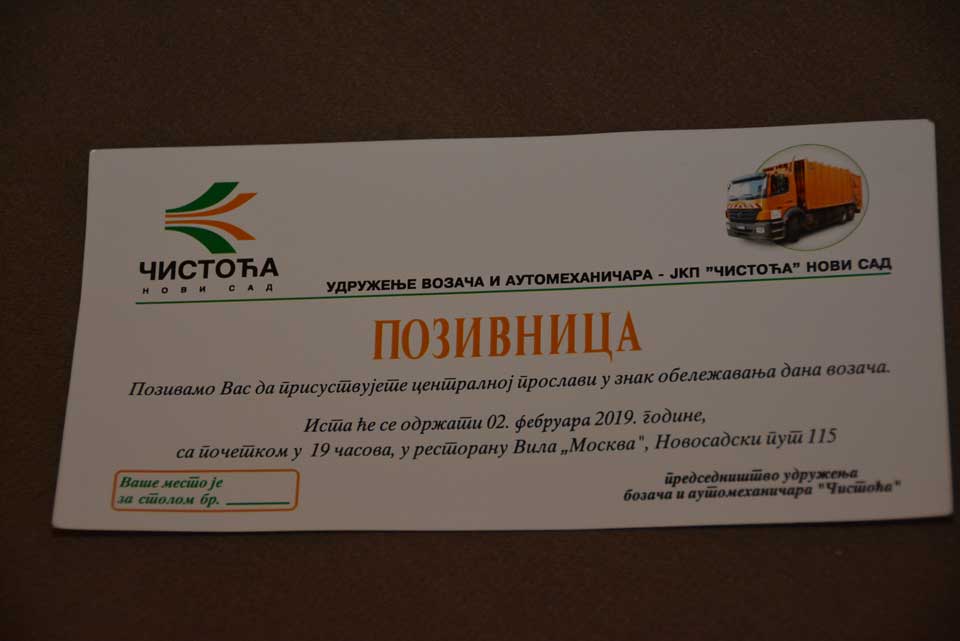 ЧИСТОЋА
НОВИ САД
УДРУЖЕЊЕ ВОЗАЧА И АУТОМЕХАНИЧАРА - ЈКП "ЧИСТОЋА" НОВИ САД
ПОЗИВНИЦА
Позивамо Вас да присуствујете централној прослави у знак обележавања дана возача.
Иста ће се одржати 02. фебруара 2019. године,
са почетком у 19 часова, у ресторану Вила „Москва", Новосадски пут 115
Ваше место је
за столом бр. ________
председништво удружења
бозача и аутомеханичара "Чистоћа"